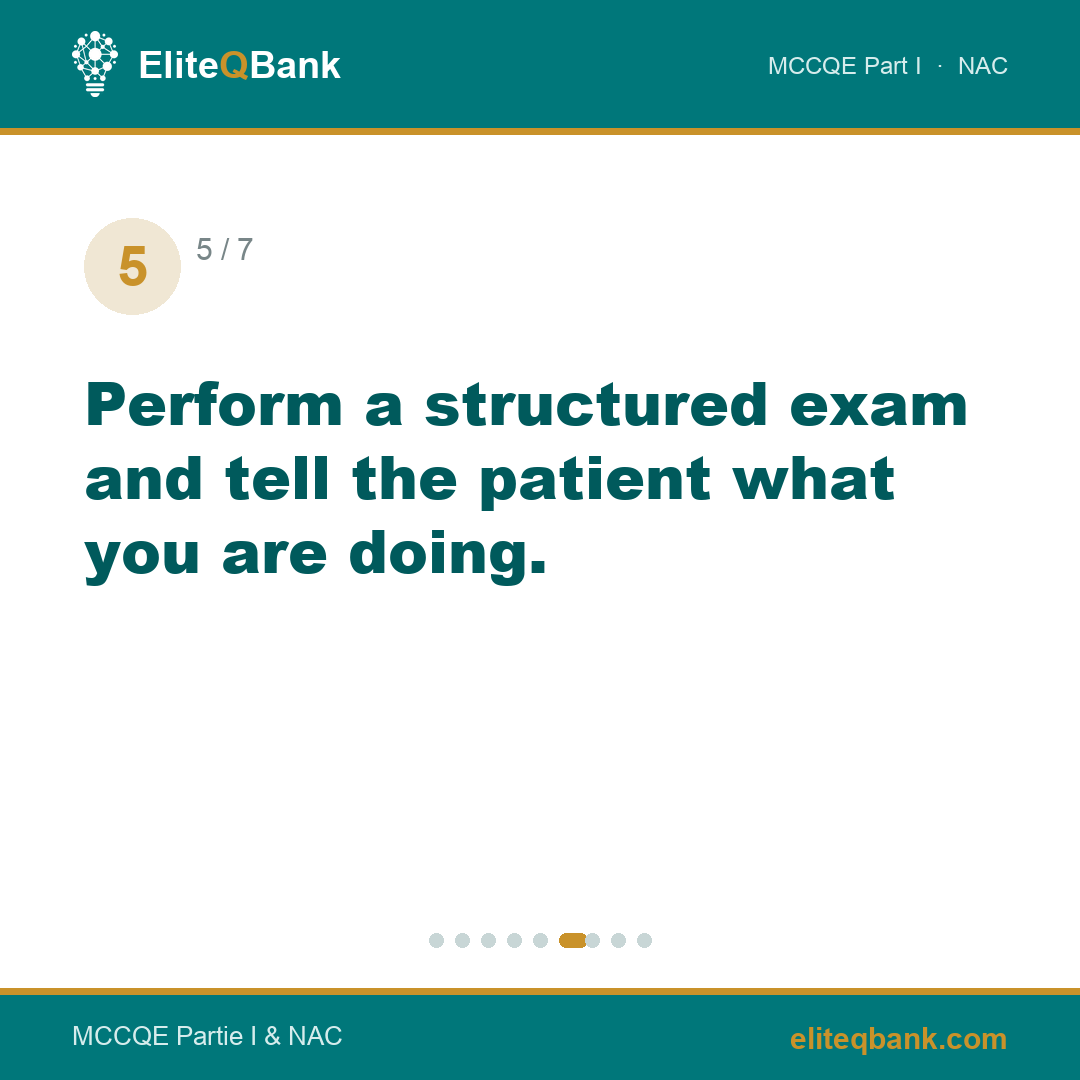 EliteQBank
MCCQE Part I · NAC
5
5 / 7
Perform a structured exam
and tell the patient what
you are doing.
MCCQE Partie I & NAC
eliteqbank.com